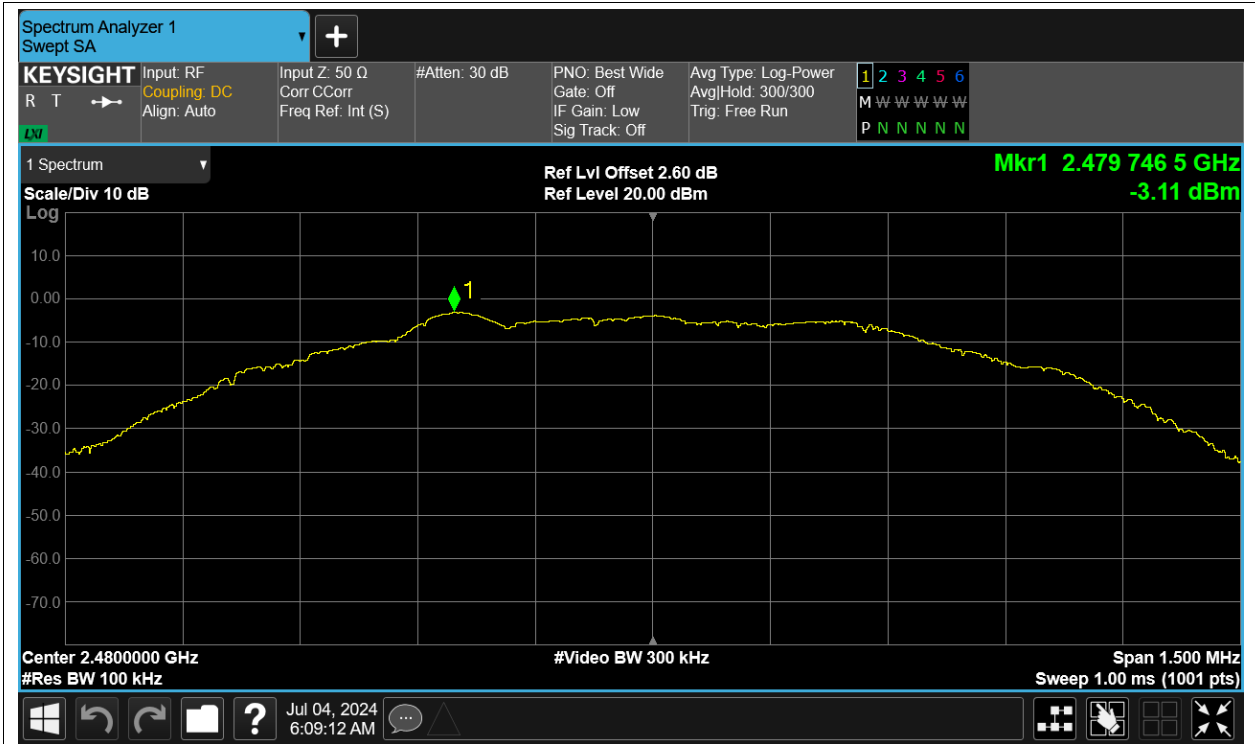 Spectrum Analyzer 1
Swept SA
KEYSIGHT
R T
LXI
Input: RF
Coupling: DC
Align: Auto
Input Z: 50 Ω
Corr CCorr
Freq Ref: Int (S)
#Atten: 30 dB
PNO: Best Wide
Gate: Off
IF Gain: Low
Sig Track: Off
Avg Type: Log-Power
Avg|Hold: 300/300
Trig: Free Run
1 2 3 4 5 6
M W W W W W
P N N N N N
1 Spectrum
Scale/Div 10 dB
Log
Ref Lvl Offset 2.60 dB
Ref Level 20.00 dBm
Mkr1 2.479 746 5 GHz
-3.11 dBm
10.0
0.00
1
-10.0
-20.0
-30.0
-40.0
-50.0
-60.0
-70.0
Center 2.4800000 GHz
#Res BW 100 kHz
#Video BW 300 kHz
Span 1.500 MHz
Sweep 1.00 ms (1001 pts)
?
Jul 04, 2024
6:09:12 AM